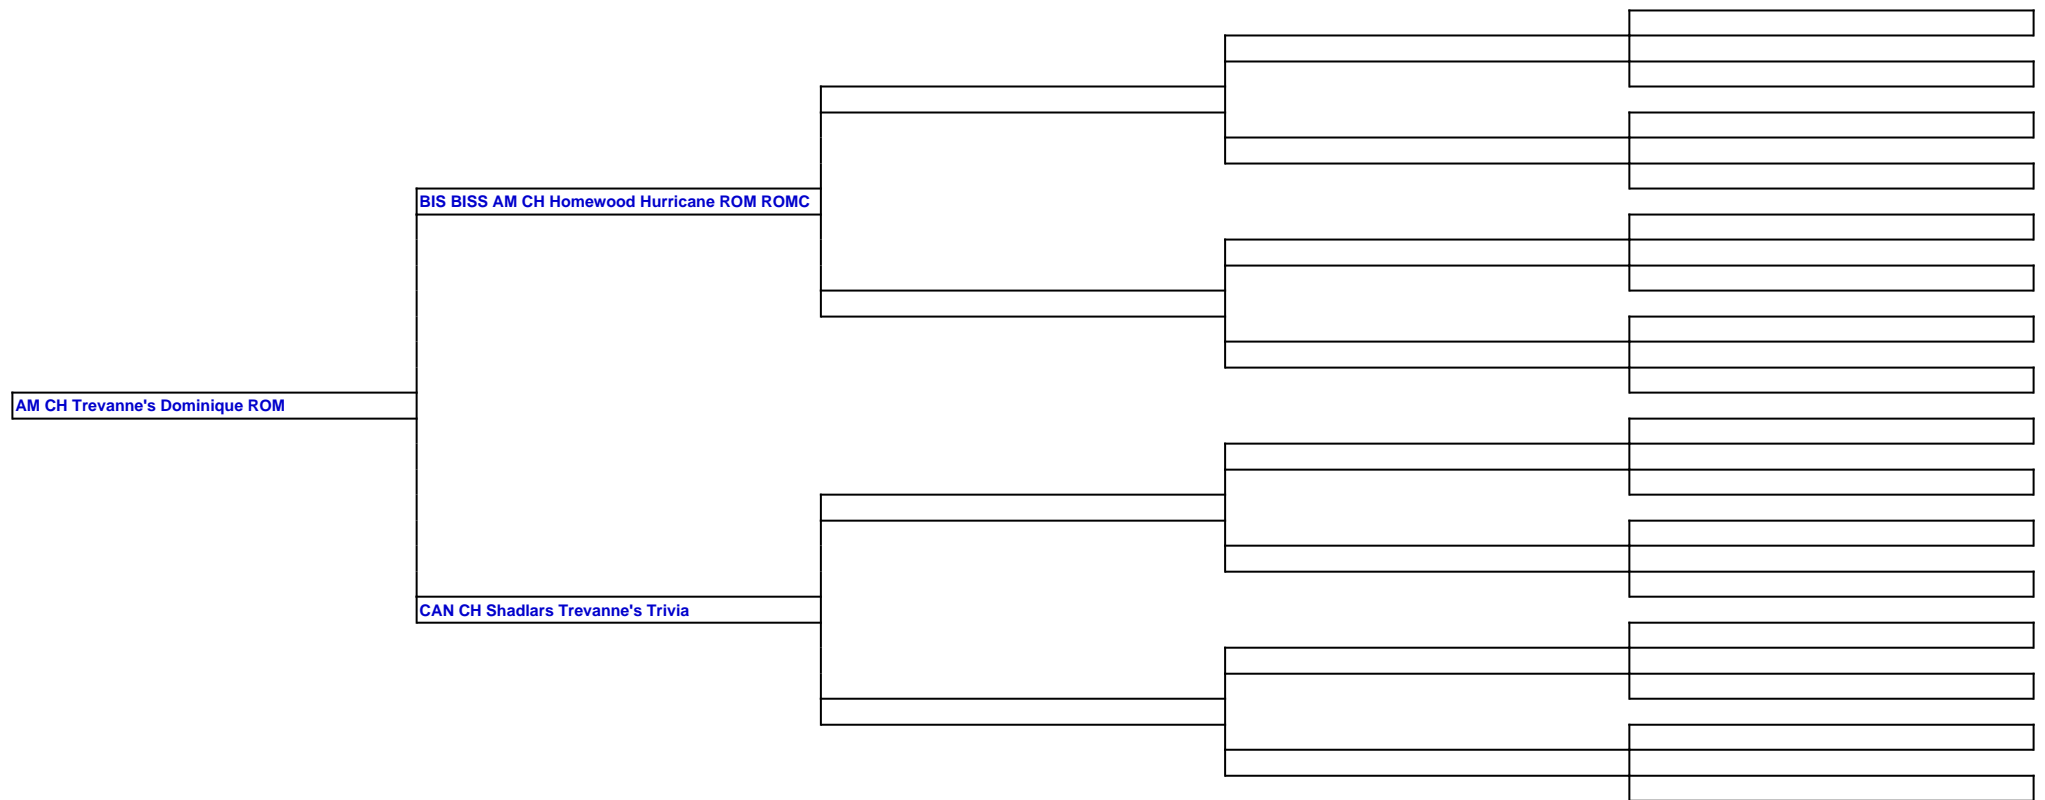 BIS BISS AM CH Homewood Hurricane ROM ROMC
AM CH Trevanne's Dominique ROM
CAN CH Shadlars Trevanne's Trivia